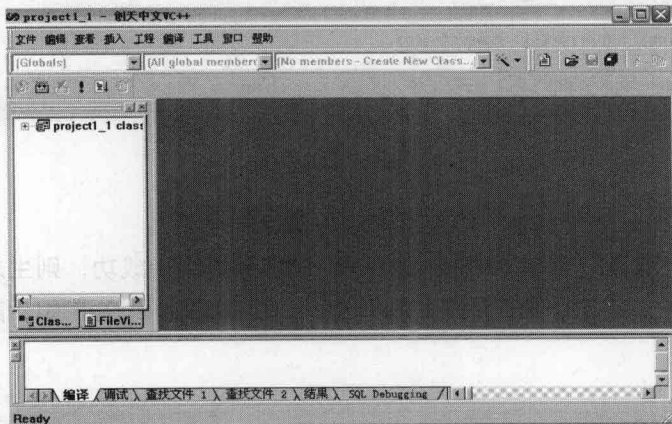 project1_1 - 创天中文VC++
文件 编辑 查看 插入 工程 编译 工具 窗口 帮助
[Globals] [All global members [No members - Create New Class...
project1_1 class
Clas... FileVi...
功，则生
编译 调试 查找文件 1 查找文件 2 结果 SQL Debugging
Ready